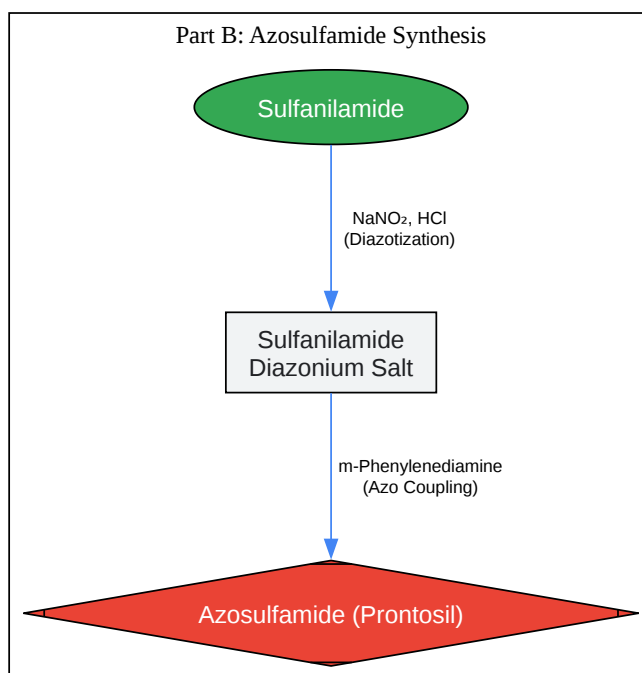 Part B: Azosulfamide Synthesis
Sulfanilamide
NaNO₂, HCl
(Diazotization)
Sulfanilamide
Diazonium Salt
m-Phenylenediamine
(Azo Coupling)
Azosulfamide (Prontosil)